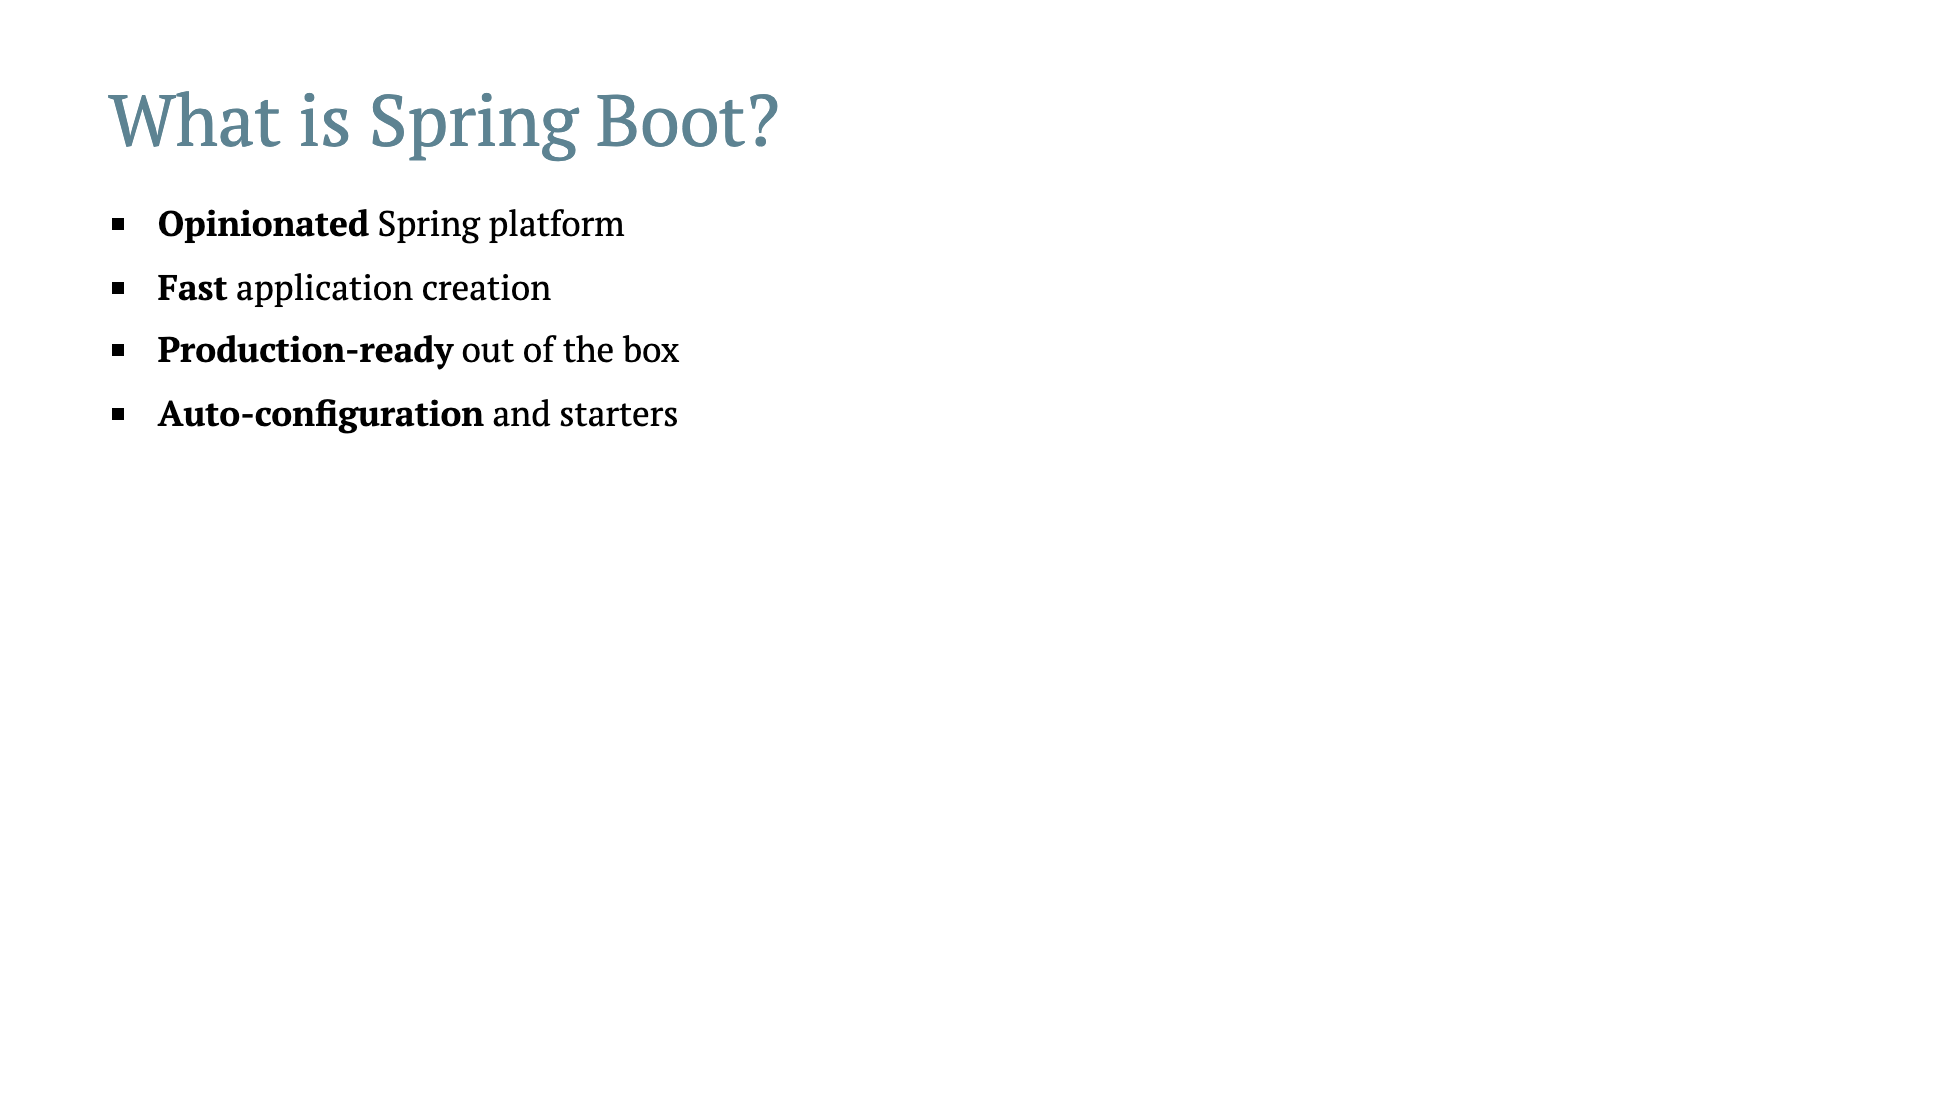 What is Spring Boot?
▪ Opinionated Spring platform
▪ Fast application creation
▪ Production-ready out of the box
▪ Auto-configuration and starters